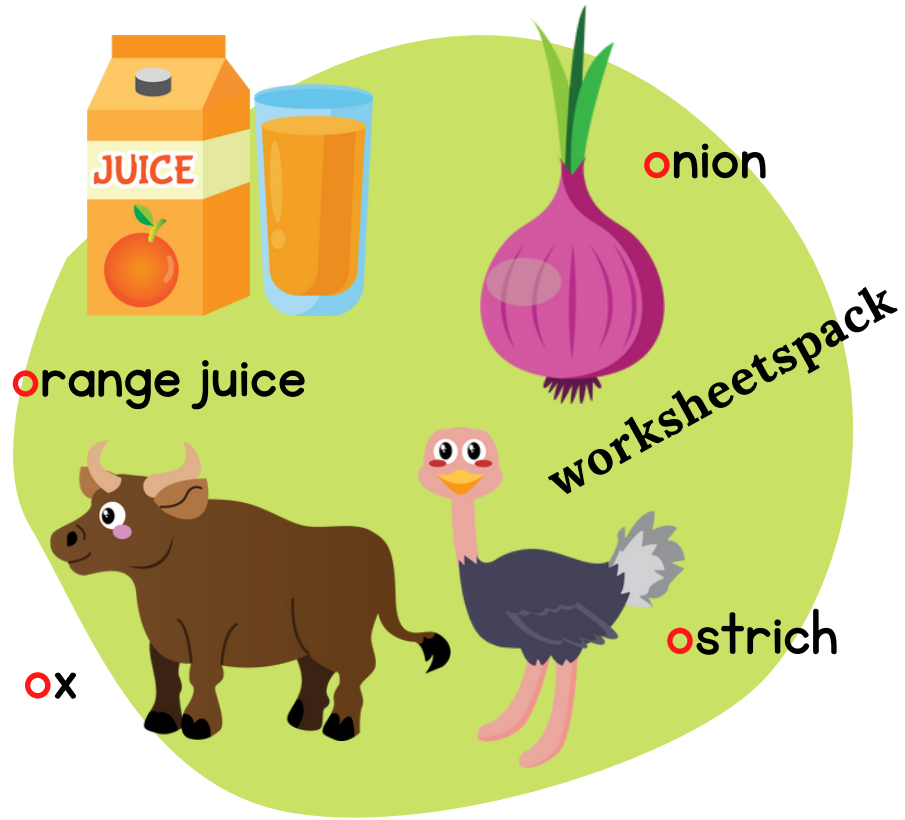 JUICE
onion
worksheetspack
orange juice
ostrich
ox